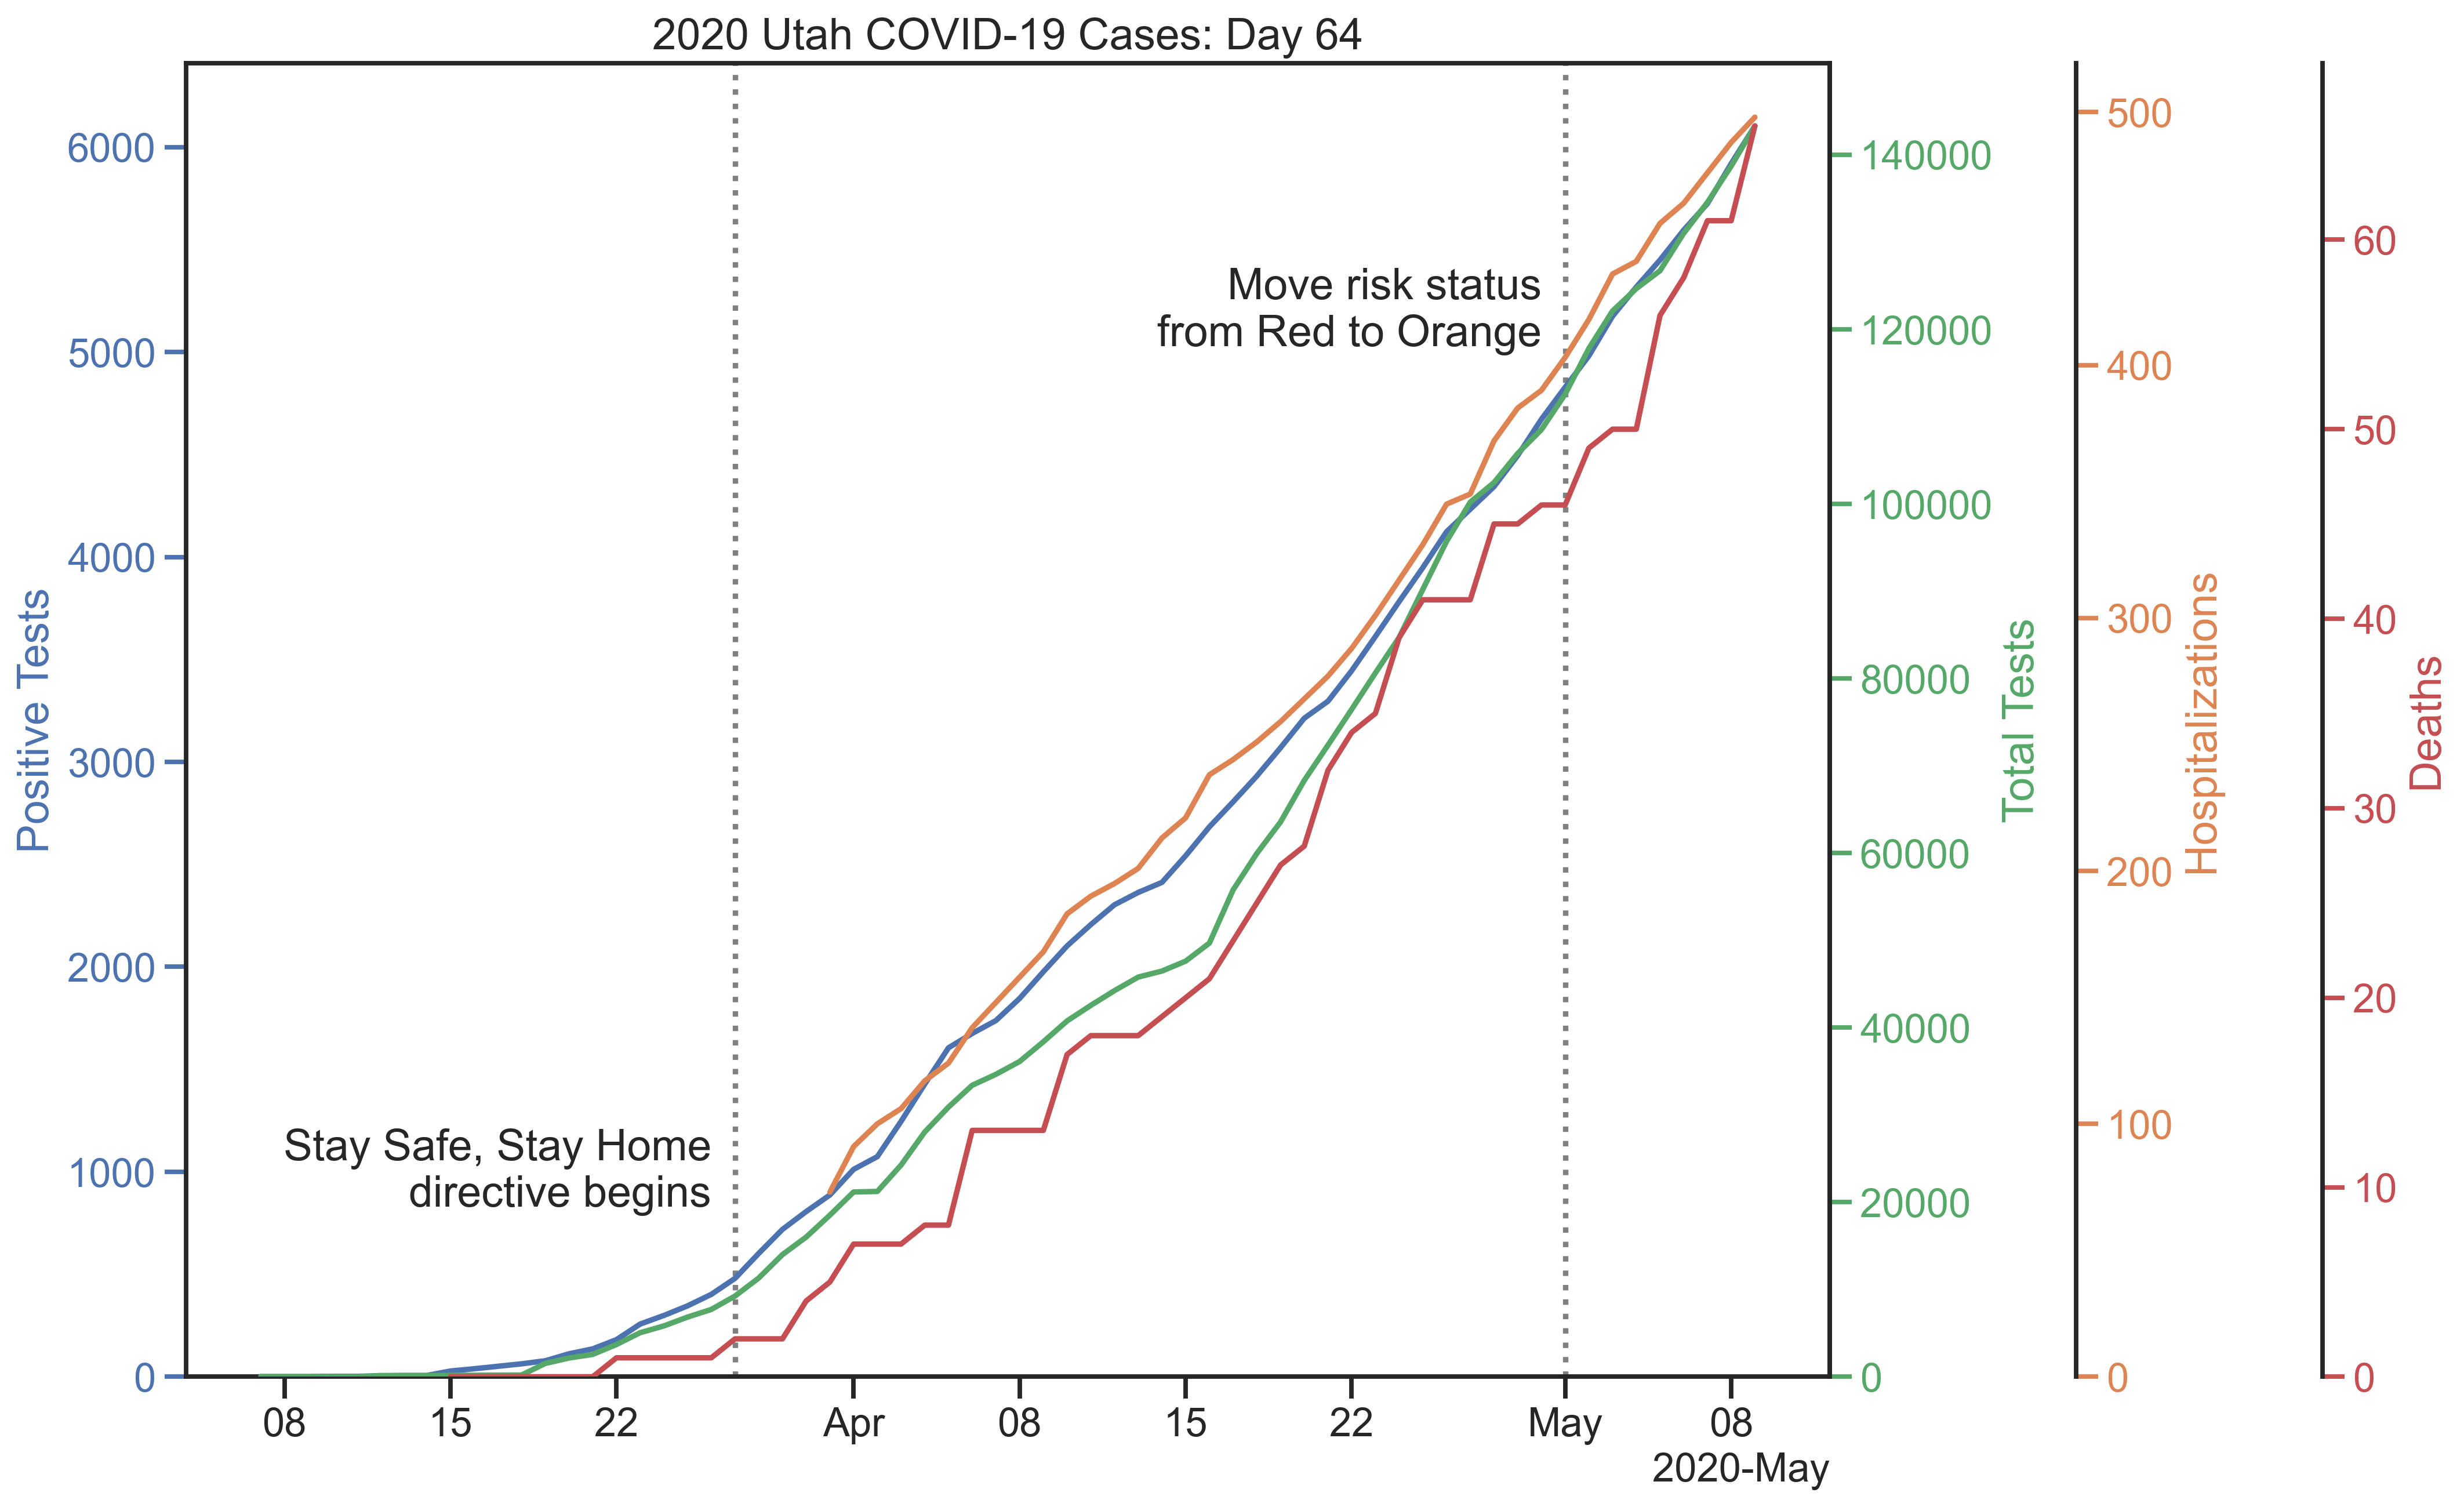 2020 Utah COVID-19 Cases: Day 64
Positive Tests
6000
5000
4000
3000
2000
1000
0
Move risk status
from Red to Orange
Stay Safe, Stay Home
directive begins
08
15
22
Apr
08
15
22
May
08
2020-May
140000
120000
100000
80000
60000
40000
20000
0
Total Tests
500
400
300
200
100
0
Hospitalizations
60
50
40
30
20
10
0
Deaths